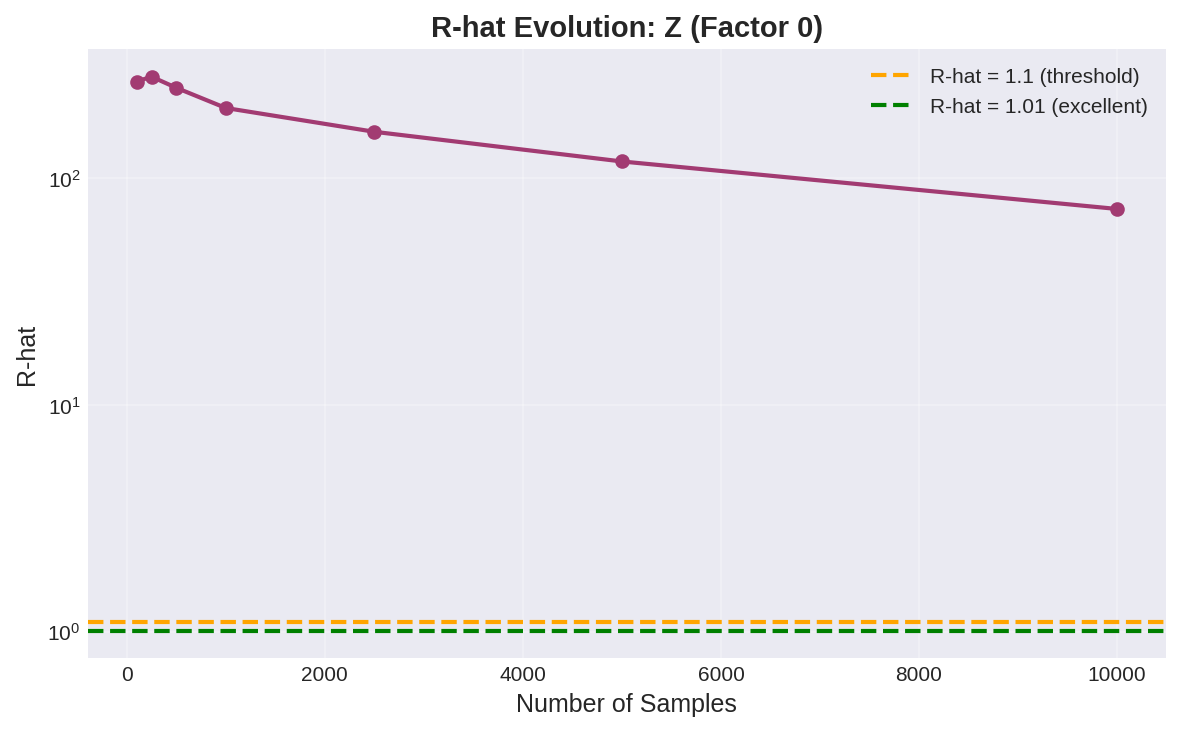 R-hat Evolution: Z (Factor 0)
R-hat = 1.1 (threshold)
R-hat = 1.01 (excellent)
R-hat
10²
10¹
10⁰
0 2000 4000 6000 8000 10000
Number of Samples